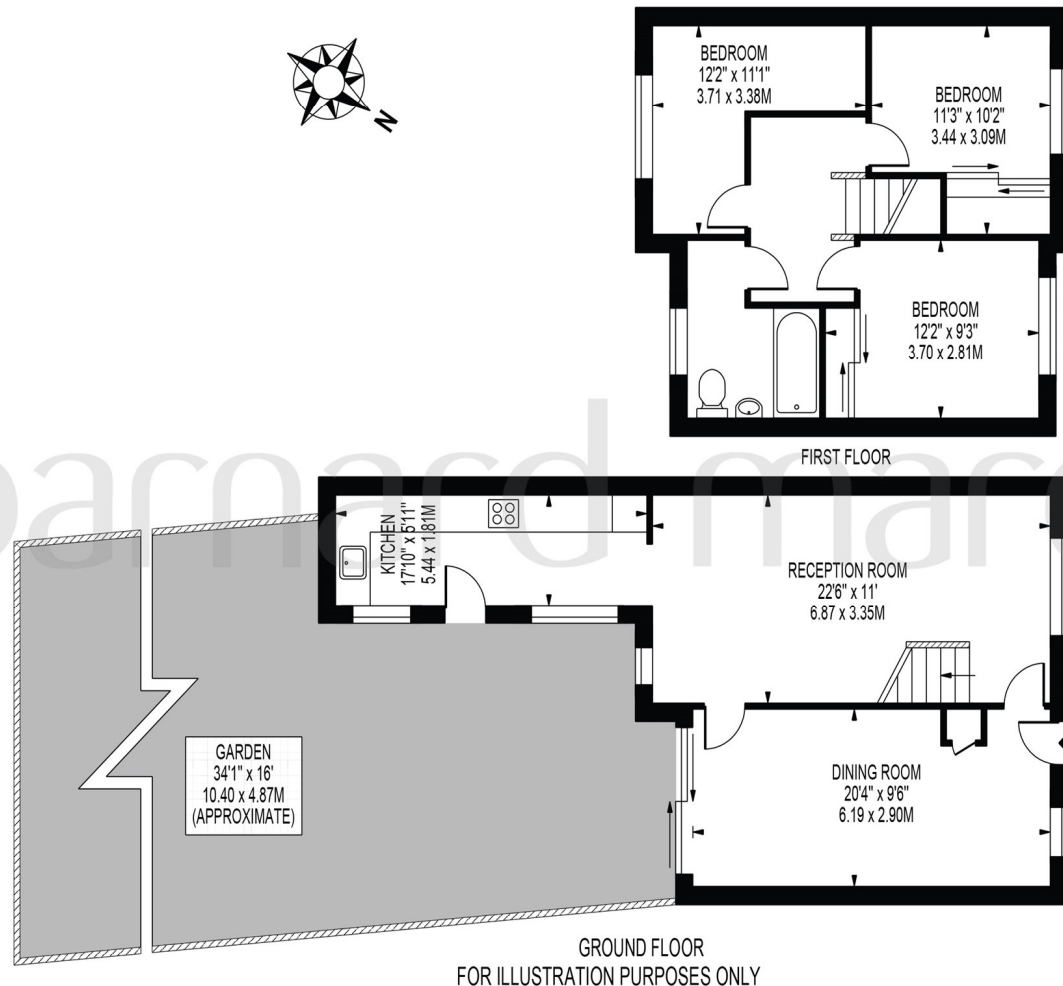 N
BEDROOM
12'2" x 11'1"
3.71 x 3.38M
BEDROOM
11'3" x 10'2"
3.44 x 3.09M
BEDROOM
12'2" x 9'3"
3.70 x 2.81M
FIRST FLOOR
barnard marc
KITCHEN
17'10" x 5'11"
5.44 x 1.81M
RECEPTION ROOM
22'6" x 11'
6.87 x 3.35M
GARDEN
34'1" x 16'
10.40 x 4.87M
(APPROXIMATE)
DINING ROOM
20'4" x 9'6"
6.19 x 2.90M
GROUND FLOOR
FOR ILLUSTRATION PURPOSES ONLY